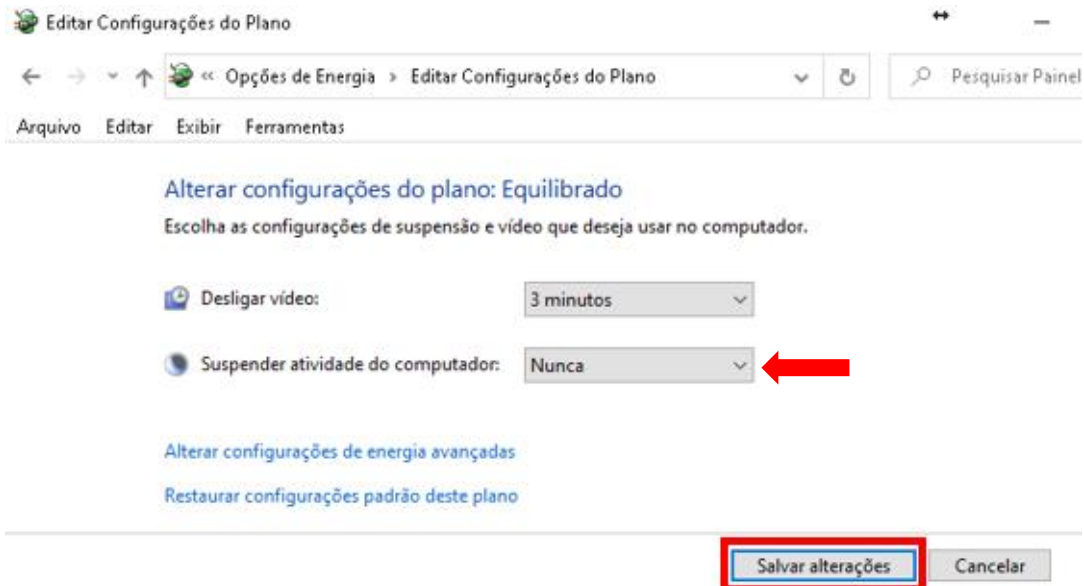 Editar Configurações do Plano
« Opções de Energia > Editar Configurações do Plano
Pesquisar Painel
Arquivo Editar Exibir Ferramentas
Alterar configurações do plano: Equilibrado
Escolha as configurações de suspensão e vídeo que deseja usar no computador.
Desligar vídeo: 3 minutos
Suspender atividade do computador: Nunca
Alterar configurações de energia avançadas
Restaurar configurações padrão deste plano
Salvar alterações Cancelar